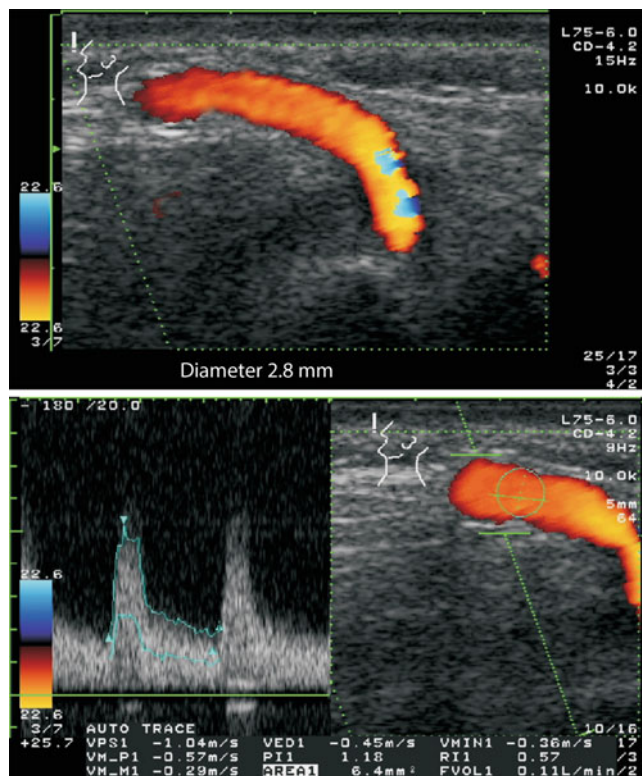 !
L75-6.0
CD-4.2
15Hz
10.0k
22.6
22.6
3/7
Diameter 2.8 mm
25/17
3/3
4/2
- 180 /20.0
!
L75-6.0
CD-4.2
9Hz
10.0k
5mm
64
22.6
22.6
3/7
10/16
AUTO TRACE
+25.7 VPS1 -1.04m/s VED1 -0.45m/s VMIN1 -0.36m/s 17
VM_P1 -0.57m/s PI1 1.18 RI1 0.57 /3
VM_M1 -0.29m/s AREA1 6.4mm² FVOL1 0.11L/min /2